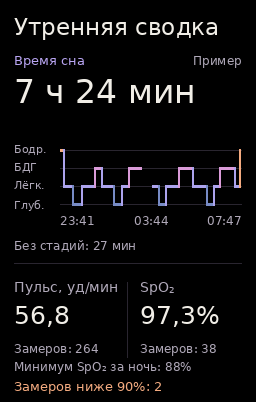 Утренняя сводка
Время сна
Пример
7 ч 24 мин
Бодр.
БДГ
Лёгк.
Глуб.
23:41 03:44 07:47
Без стадий: 27 мин
Пульс, уд/мин
56,8
Замеров: 264
SpO₂
97,3%
Замеров: 38
Минимум SpO₂ за ночь: 88%
Замеров ниже 90%: 2